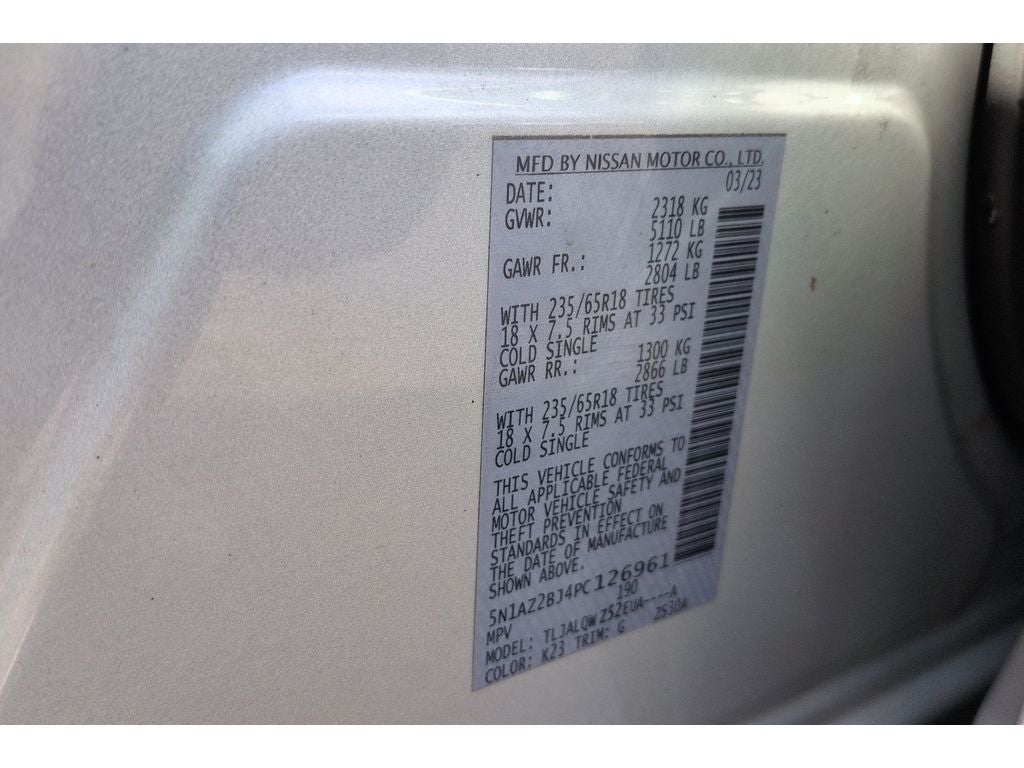 MFD BY NISSAN MOTOR CO., LTD.
DATE: 03/23
GVWR: 2318 KG
5110 LB
GAWR FR.: 1272 KG
2804 LB
WITH 235/65R18 TIRES
18 X 7.5 RIMS AT 33 PSI
COLD SINGLE
GAWR RR.: 1300 KG
2866 LB
WITH 235/65R18 TIRES
18 X 7.5 RIMS AT 33 PSI
COLD SINGLE
THIS VEHICLE CONFORMS TO
ALL APPLICABLE FEDERAL
MOTOR VEHICLE SAFETY AND
THEFT PREVENTION
STANDARDS IN EFFECT ON
THE DATE OF MANUFACTURE
SHOWN ABOVE.
5N1AZ2BJ4PC126961
MPV 190
MODEL: TLJALQW Z52EUA----A
COLOR: K23 TRIM: G Z530A